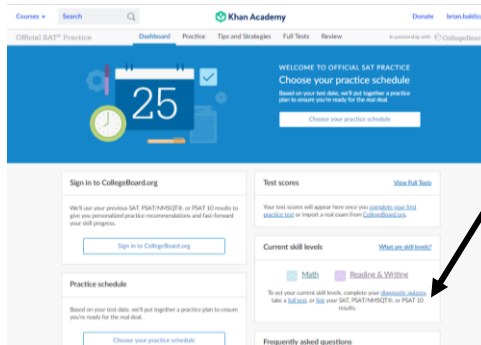 Courses
Search
Khan Academy
Donate
brian.baldiz
Official SAT® Practice
Dashboard
Practice
Tips and Strategies
Full Tests
Review
In partnership with
CollegeBoard
WELCOME TO OFFICIAL SAT PRACTICE
Choose your practice schedule
Based on your test date, we'll put together a practice
plan to ensure you're ready for the real deal.
Choose your practice schedule
25
Sign in to CollegeBoard.org
We'll use your previous SAT, PSAT/NMSQT®, or PSAT 10 results to
give you personalized practice recommendations and fast-forward
your skill progress.
Sign in to CollegeBoard.org
Practice schedule
Based on your test date, we'll put together a practice plan to ensure
you're ready for the real deal.
Choose your practice schedule
Test scores
View Full Tests
Your test scores will appear here once you complete your first
practice test or import a real exam from CollegeBoard.org.
Current skill levels
What are skill levels?
Math
Reading & Writing
To set your current skill levels, complete your diagnostic quizzes,
take a full test, or link your SAT, PSAT/NMSQT®, or PSAT 10
results.
Frequently asked questions